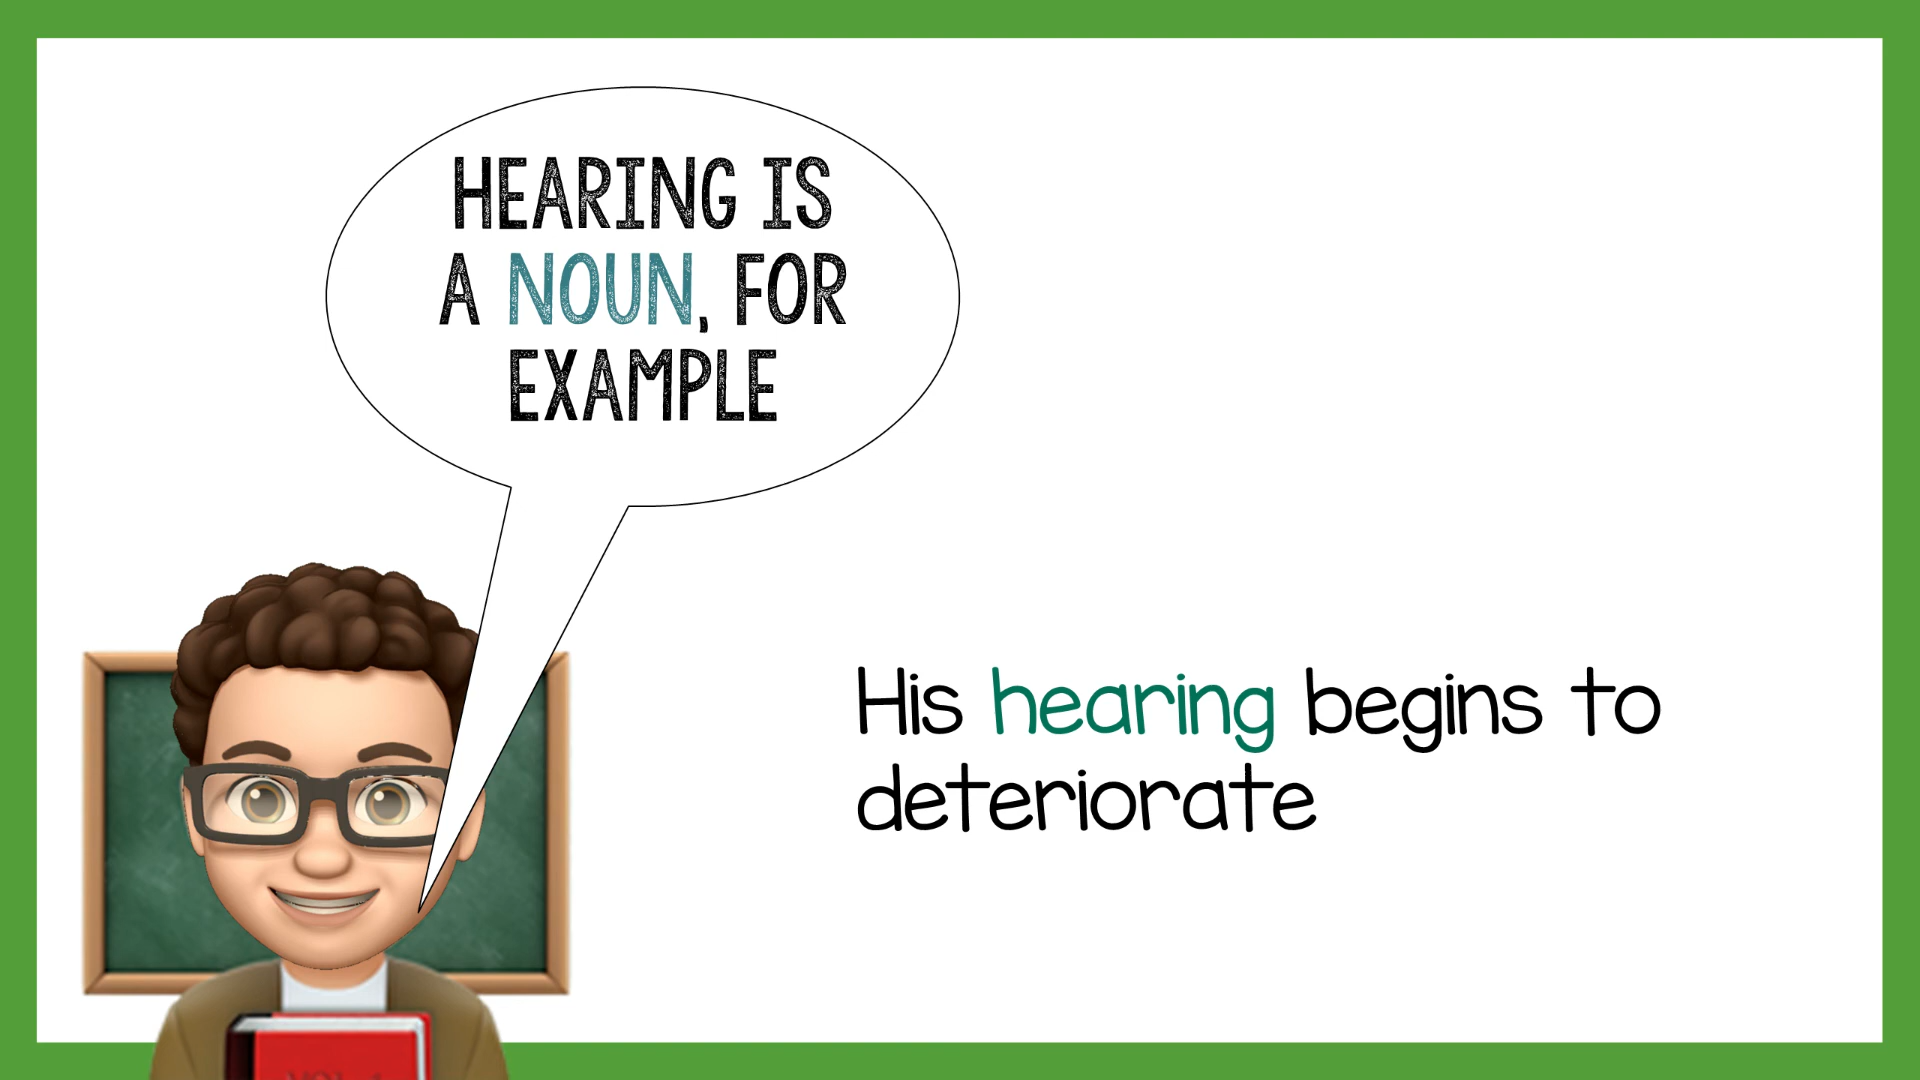 HEARING IS
A NOUN, FOR
EXAMPLE
His hearing begins to
deteriorate